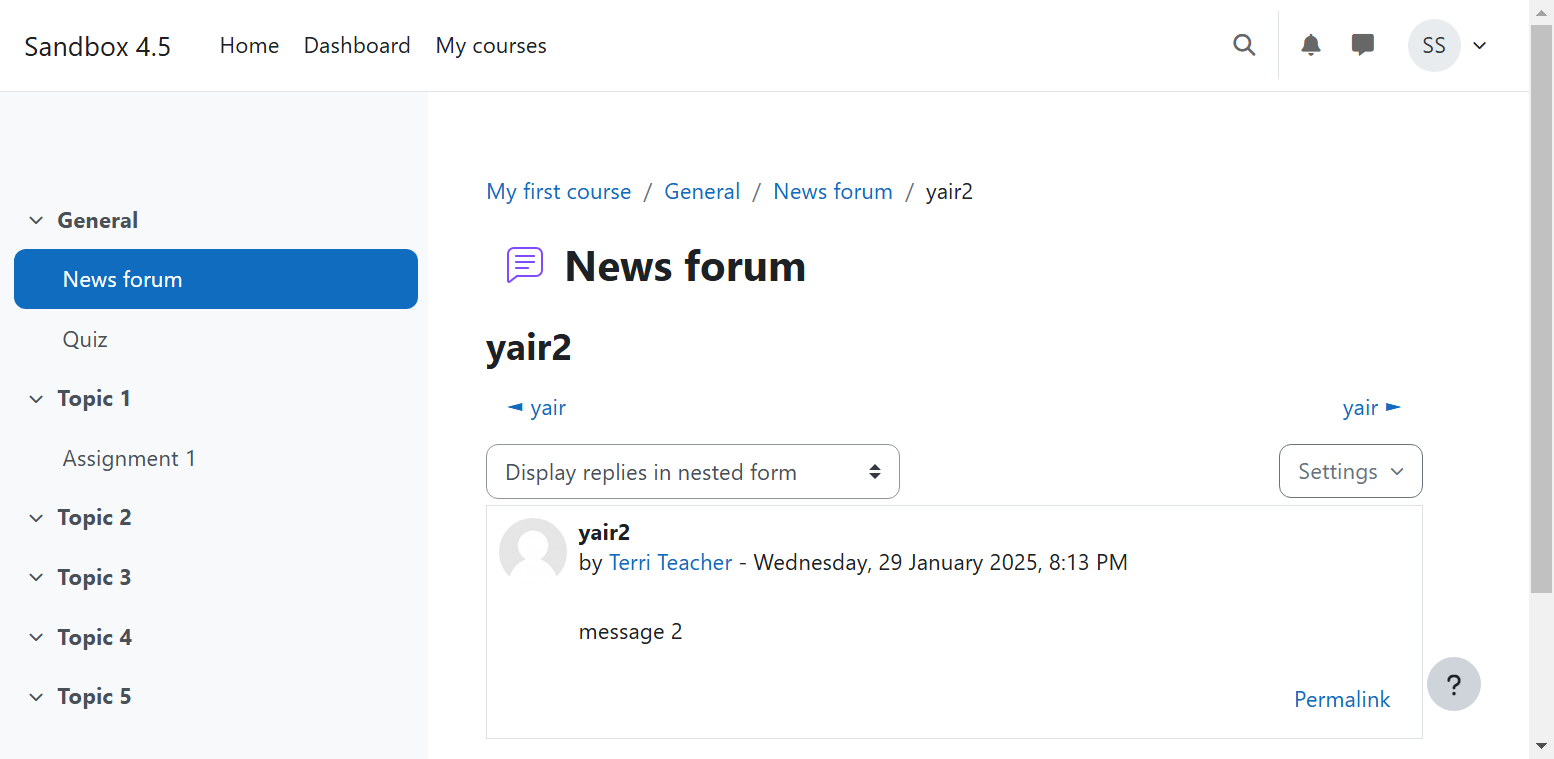 Sandbox 4.5 Home Dashboard My courses SS
General
News forum
Quiz
Topic 1
Assignment 1
Topic 2
Topic 3
Topic 4
Topic 5
My first course / General / News forum / yair2
News forum
yair2
◄ yair yair ►
Display replies in nested form Settings
yair2
by Terri Teacher - Wednesday, 29 January 2025, 8:13 PM
message 2
Permalink
?